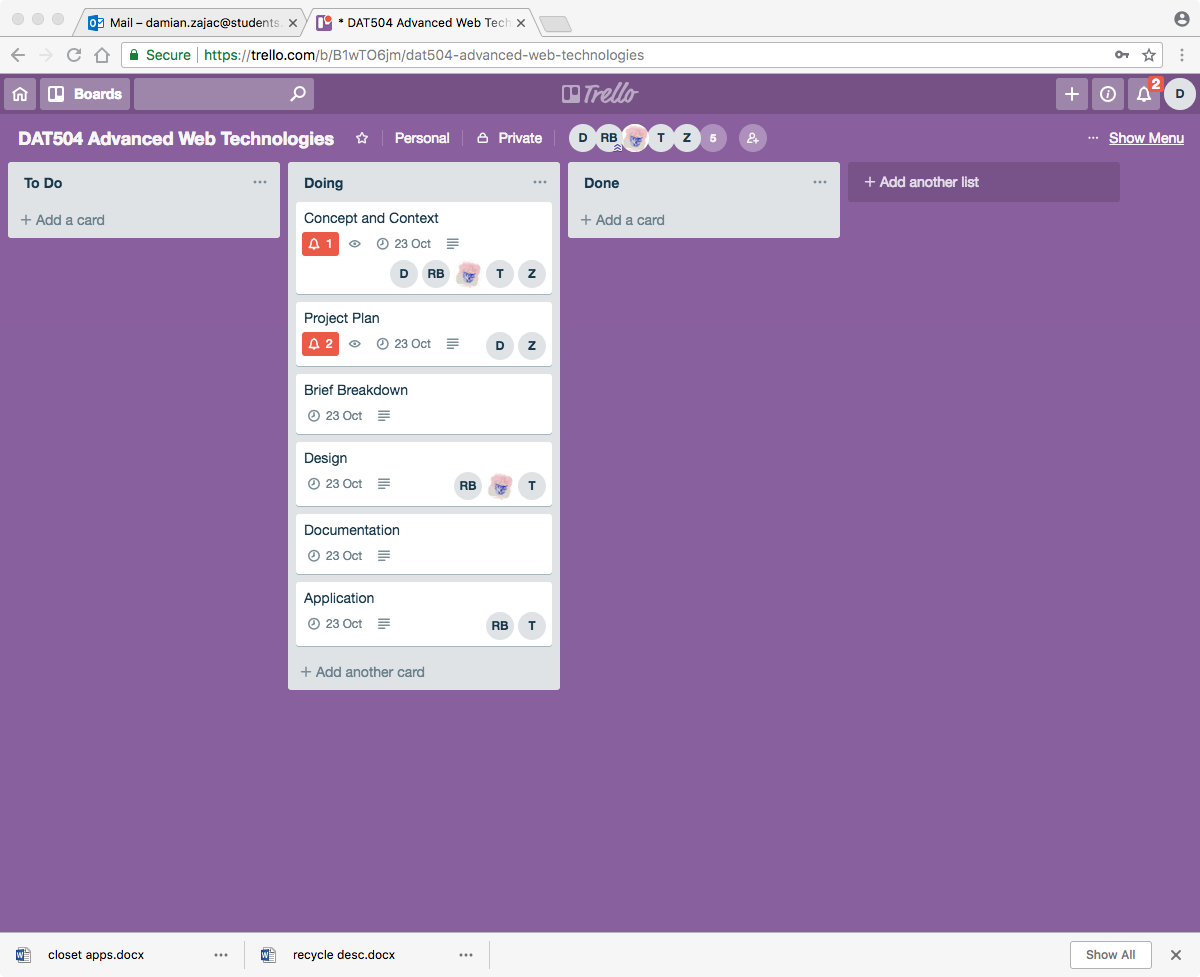 Mail – damian.zajac@students.
* DAT504 Advanced Web Tech
Secure https://trello.com/b/B1wTO6jm/dat504-advanced-web-technologies
Boards
Trello
2
D
DAT504 Advanced Web Technologies
Personal
Private
D RB T Z 5
Show Menu
To Do
+ Add a card
Doing
Concept and Context
1
23 Oct
D RB T Z
Project Plan
2
23 Oct
D Z
Brief Breakdown
23 Oct
Design
23 Oct
RB T
Documentation
23 Oct
Application
23 Oct
RB T
+ Add another card
Done
+ Add a card
+ Add another list
closet apps.docx
recycle desc.docx
Show All